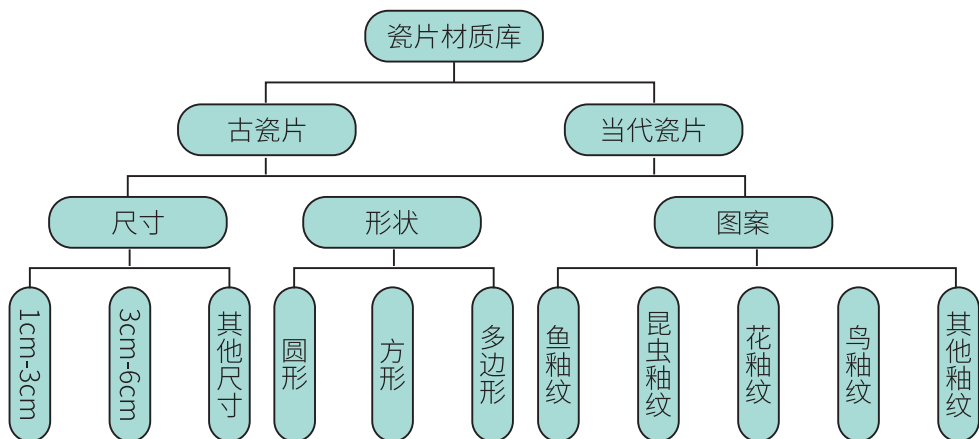 瓷片材质库
古瓷片
当代瓷片
尺寸
形状
图案
1cm-3cm
3cm-6cm
其他尺寸
圆形
方形
多边形
鱼釉纹
昆虫釉纹
花釉纹
鸟釉纹
其他釉纹